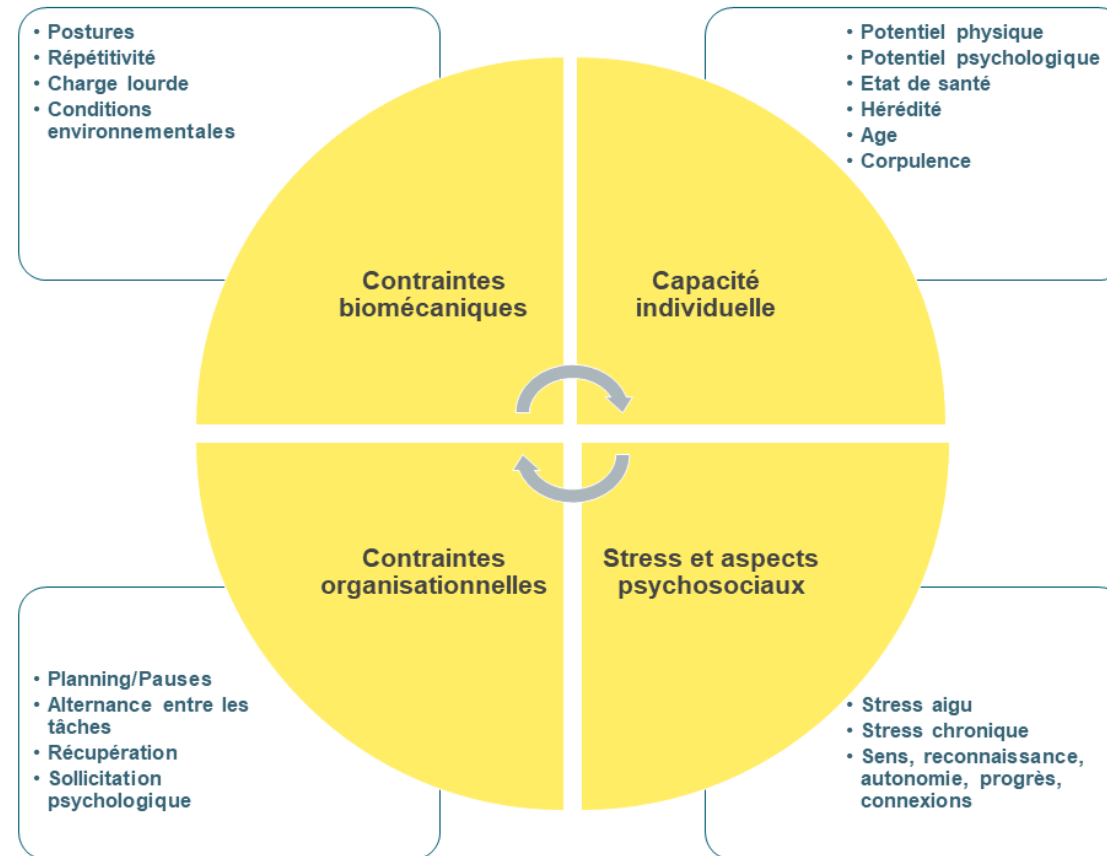 • Postures
• Répétitivité
• Charge lourde
• Conditions
environnementales
• Potentiel physique
• Potentiel psychologique
• Etat de santé
• Hérédité
• Age
• Corpulence
Contraintes
biomécaniques
Capacité
individuelle
Contraintes
organisationnelles
Stress et aspects
psychosociaux
• Planning/Pauses
• Alternance entre les
tâches
• Récupération
• Sollicitation
psychologique
• Stress aigu
• Stress chronique
• Sens, reconnaissance,
autonomie, progrès,
connexions